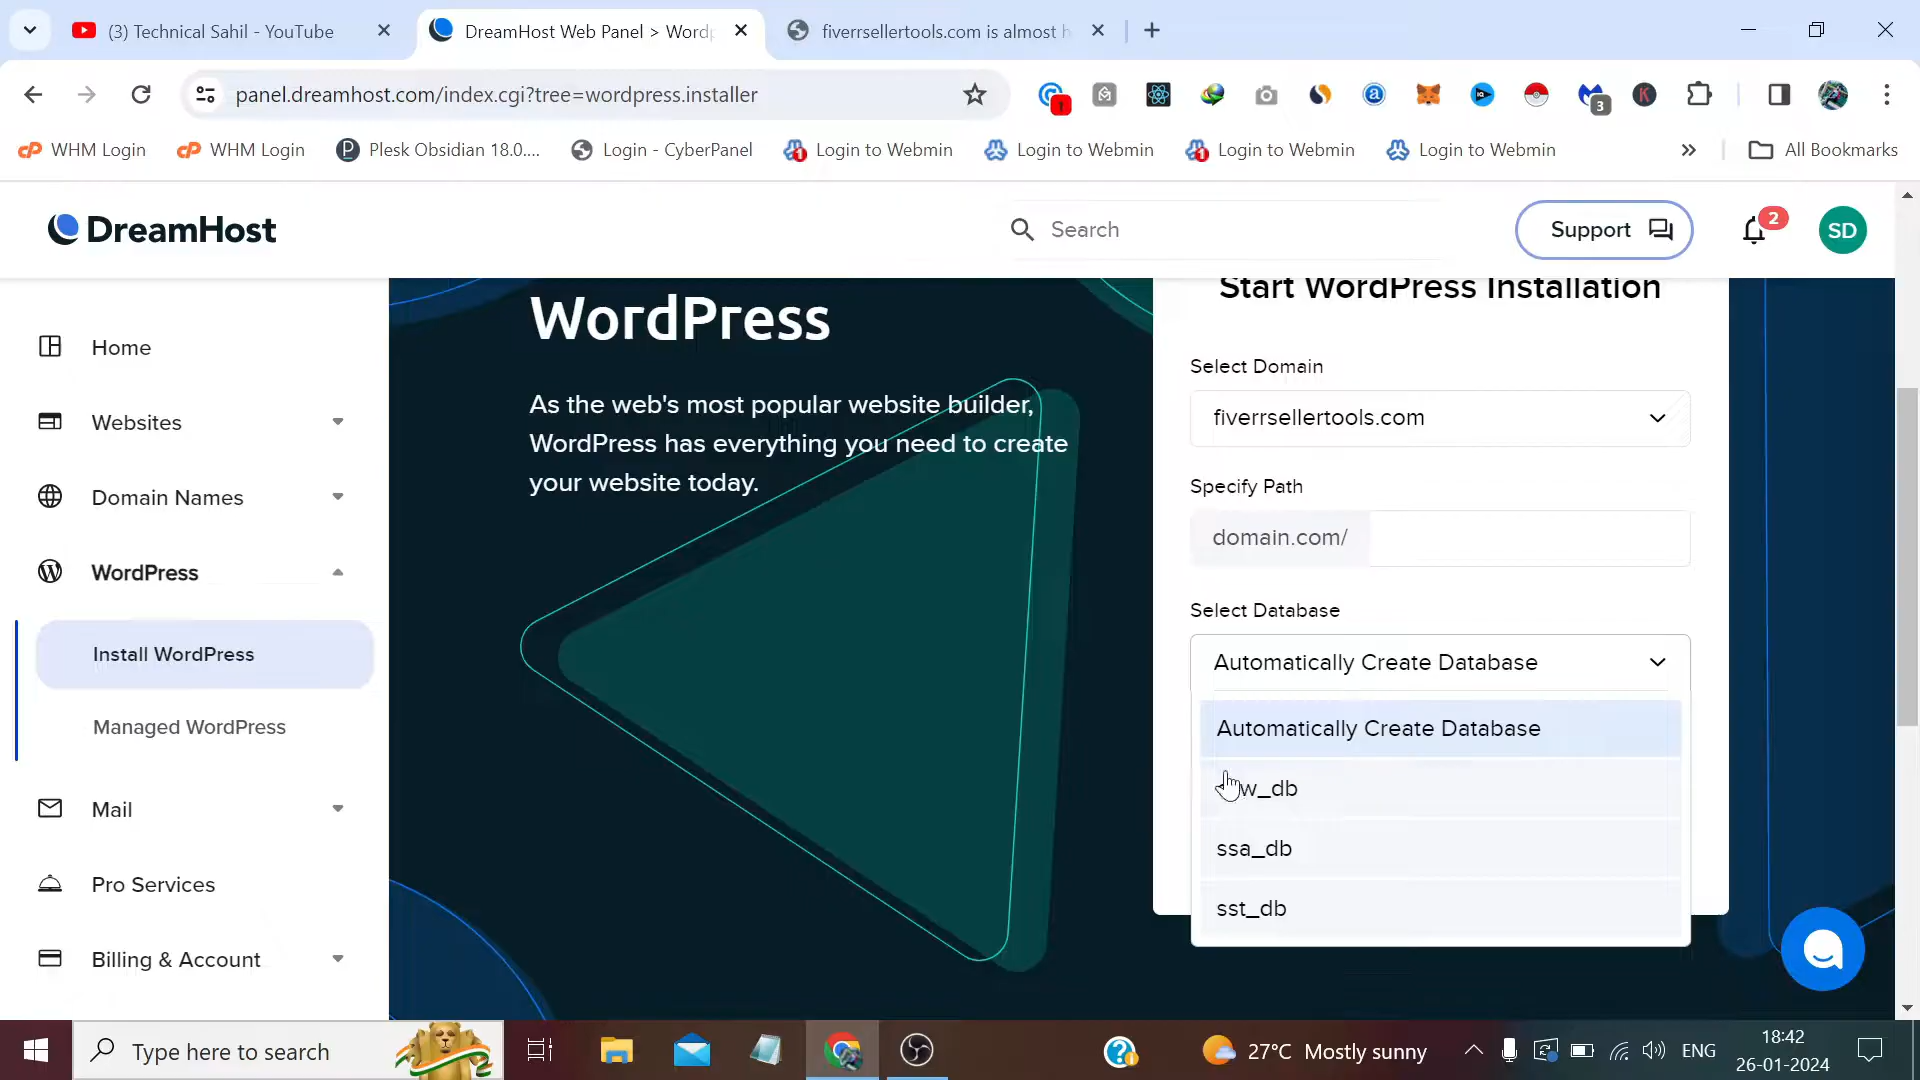 (3) Technical Sahil - YouTube
DreamHost Web Panel > Wordp
fiverrsellertools.com is almost h
panel.dreamhost.com/index.cgi?tree=wordpress.installer
1
3
WHM Login
WHM Login
Plesk Obsidian 18.0....
Login - CyberPanel
Login to Webmin
Login to Webmin
Login to Webmin
Login to Webmin
»
All Bookmarks
DreamHost
Search
Support
2
SD
Home
Websites
Domain Names
WordPress
Install WordPress
Managed WordPress
Mail
Pro Services
Billing & Account
WordPress
As the web's most popular website builder,
WordPress has everything you need to create
your website today.
Start WordPress Installation
Select Domain
fiverrsellertools.com
Specify Path
domain.com/
Select Database
Automatically Create Database
Automatically Create Database
w_db
ssa_db
sst_db
Type here to search
27°C Mostly sunny
ENG
18:42
26-01-2024